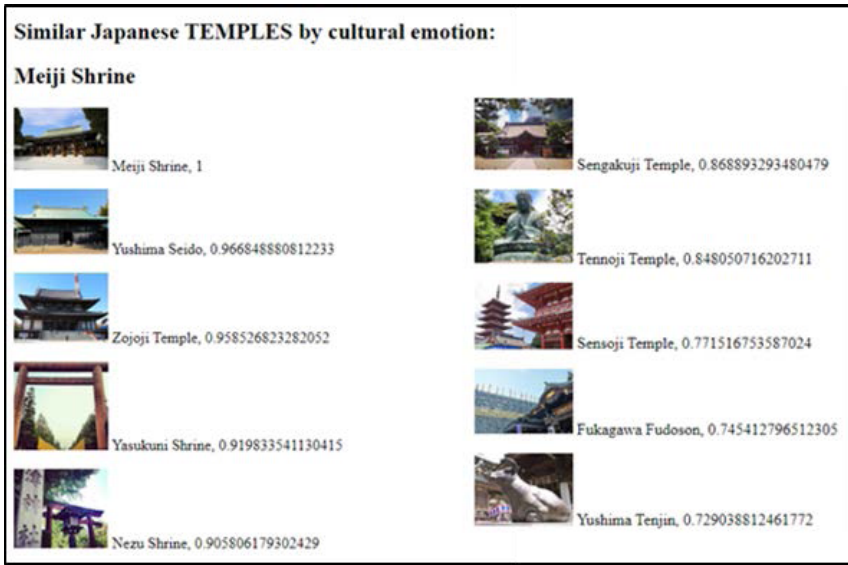 Similar Japanese TEMPLES by cultural emotion:
Meiji Shrine
Meiji Shrine, 1
Yushima Seido, 0.966848880812233
Zojoji Temple, 0.958526823282052
Yasukuni Shrine, 0.919833541130415
Nezu Shrine, 0.905806179302429
Sengakuji Temple, 0.868893293480479
Tennoji Temple, 0.848050716202711
Sensoji Temple, 0.771516753587024
Fukagawa Fudoson, 0.745412796512305
Yushima Tenjin, 0.729038812461772